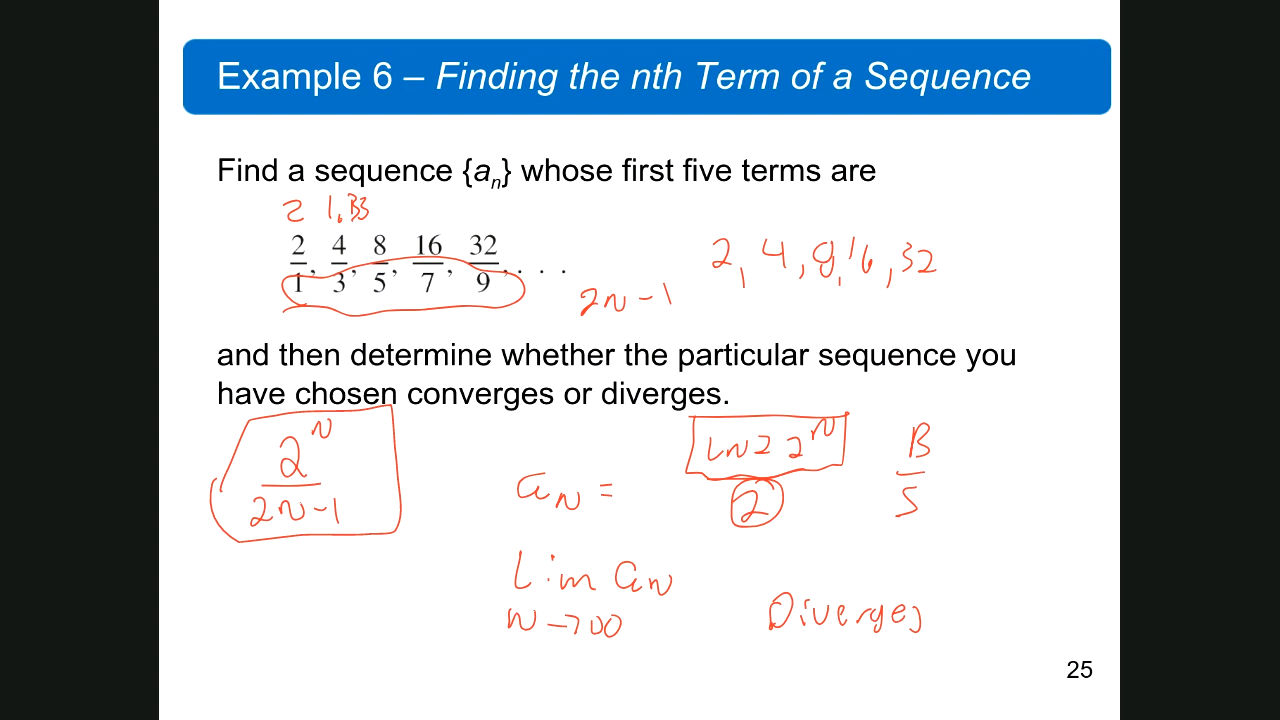 Example 6 – Finding the nth Term of a Sequence
Find a sequence {aₙ} whose first five terms are
2 1.33
2/1, 4/3, 8/5, 16/7, 32/9, . . .
2, 4, 8, 16, 32
2n - 1
and then determine whether the particular sequence you
have chosen converges or diverges.
2^n / 2n-1
aₙ = ln2 2^n / 2
B / S
Lim aₙ
n→∞
Diverges
25